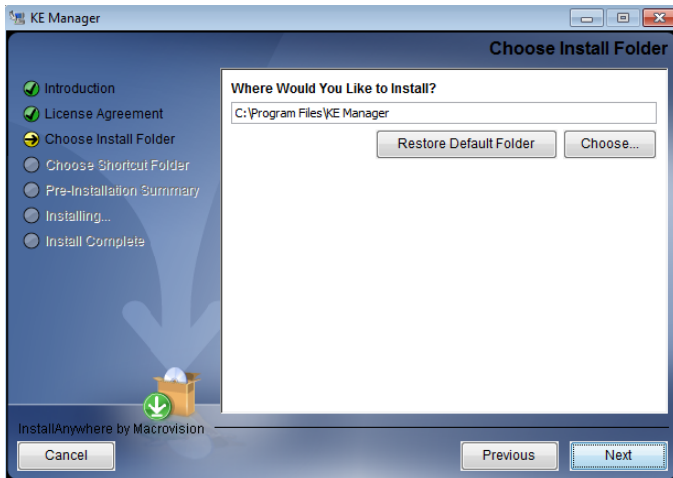 KE Manager
Choose Install Folder
Introduction
License Agreement
Choose Install Folder
Choose Shortcut Folder
Pre-Installation Summary
Installing...
Install Complete
Where Would You Like to Install?
C:\Program Files\KE Manager
Restore Default Folder
Choose...
InstallAnywhere by Macrovision
Cancel
Previous
Next